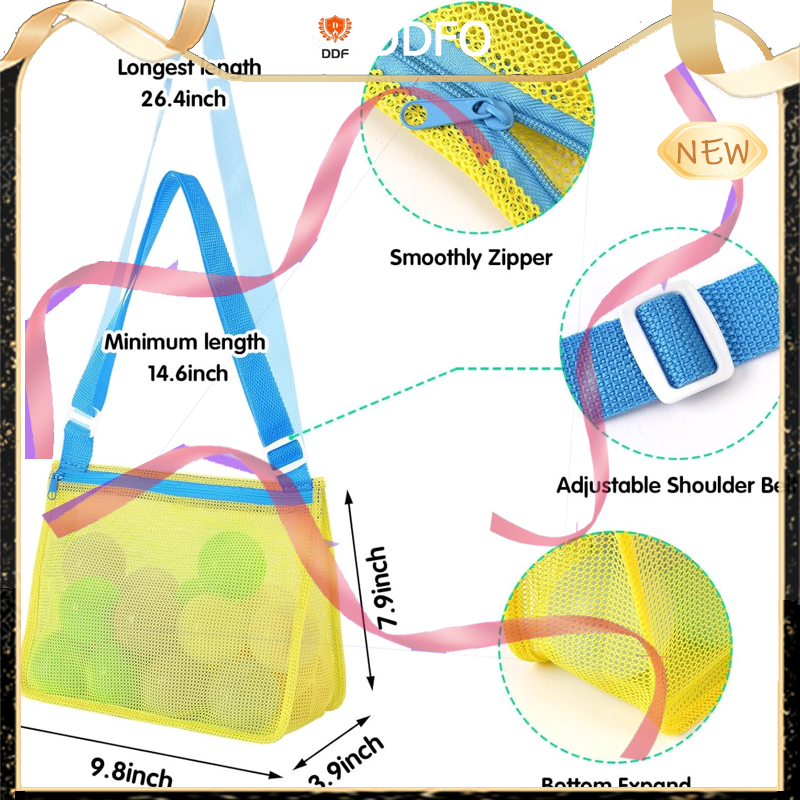 DDF
DDFO
Longest length
26.4inch
NEW
Smoothly Zipper
Minimum length
14.6inch
Adjustable Shoulder Belt
7.9inch
9.8inch
3.9inch
Bottom Expand